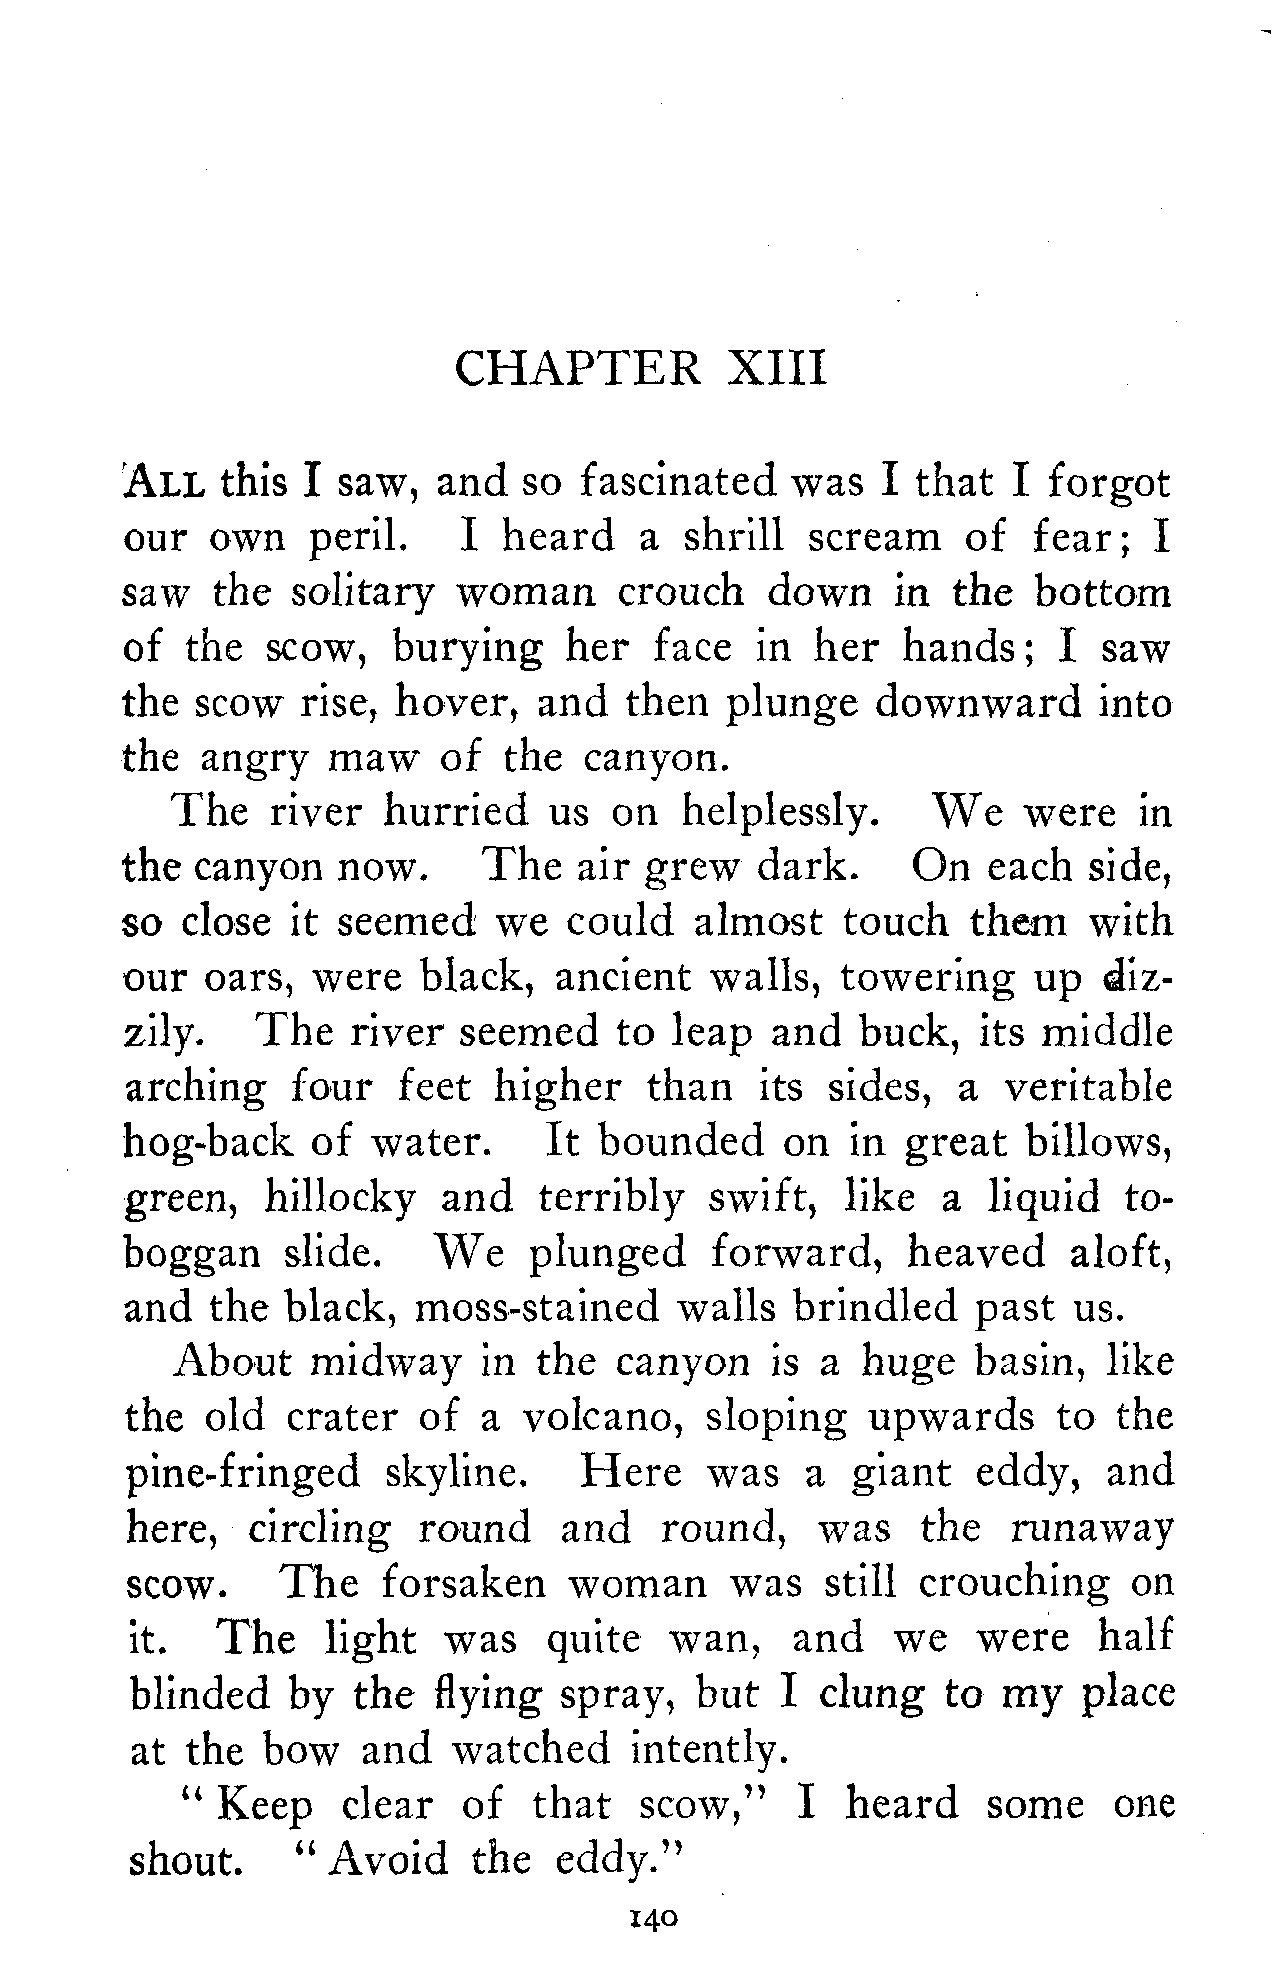 CHAPTER XIII
ALL this I saw, and so fascinated was I that I forgot
our own peril. I heard a shrill scream of fear; I
saw the solitary woman crouch down in the bottom
of the scow, burying her face in her hands; I saw
the scow rise, hover, and then plunge downward into
the angry maw of the canyon.
The river hurried us on helplessly. We were in
the canyon now. The air grew dark. On each side,
so close it seemed we could almost touch them with
our oars, were black, ancient walls, towering up diz-
zily. The river seemed to leap and buck, its middle
arching four feet higher than its sides, a veritable
hog-back of water. It bounded on in great billows,
green, hillocky and terribly swift, like a liquid to-
boggan slide. We plunged forward, heaved aloft,
and the black, moss-stained walls brindled past us.
About midway in the canyon is a huge basin, like
the old crater of a volcano, sloping upwards to the
pine-fringed skyline. Here was a giant eddy, and
here, circling round and round, was the runaway
scow. The forsaken woman was still crouching on
it. The light was quite wan, and we were half
blinded by the flying spray, but I clung to my place
at the bow and watched intently.
"Keep clear of that scow," I heard some one
shout. "Avoid the eddy."
140